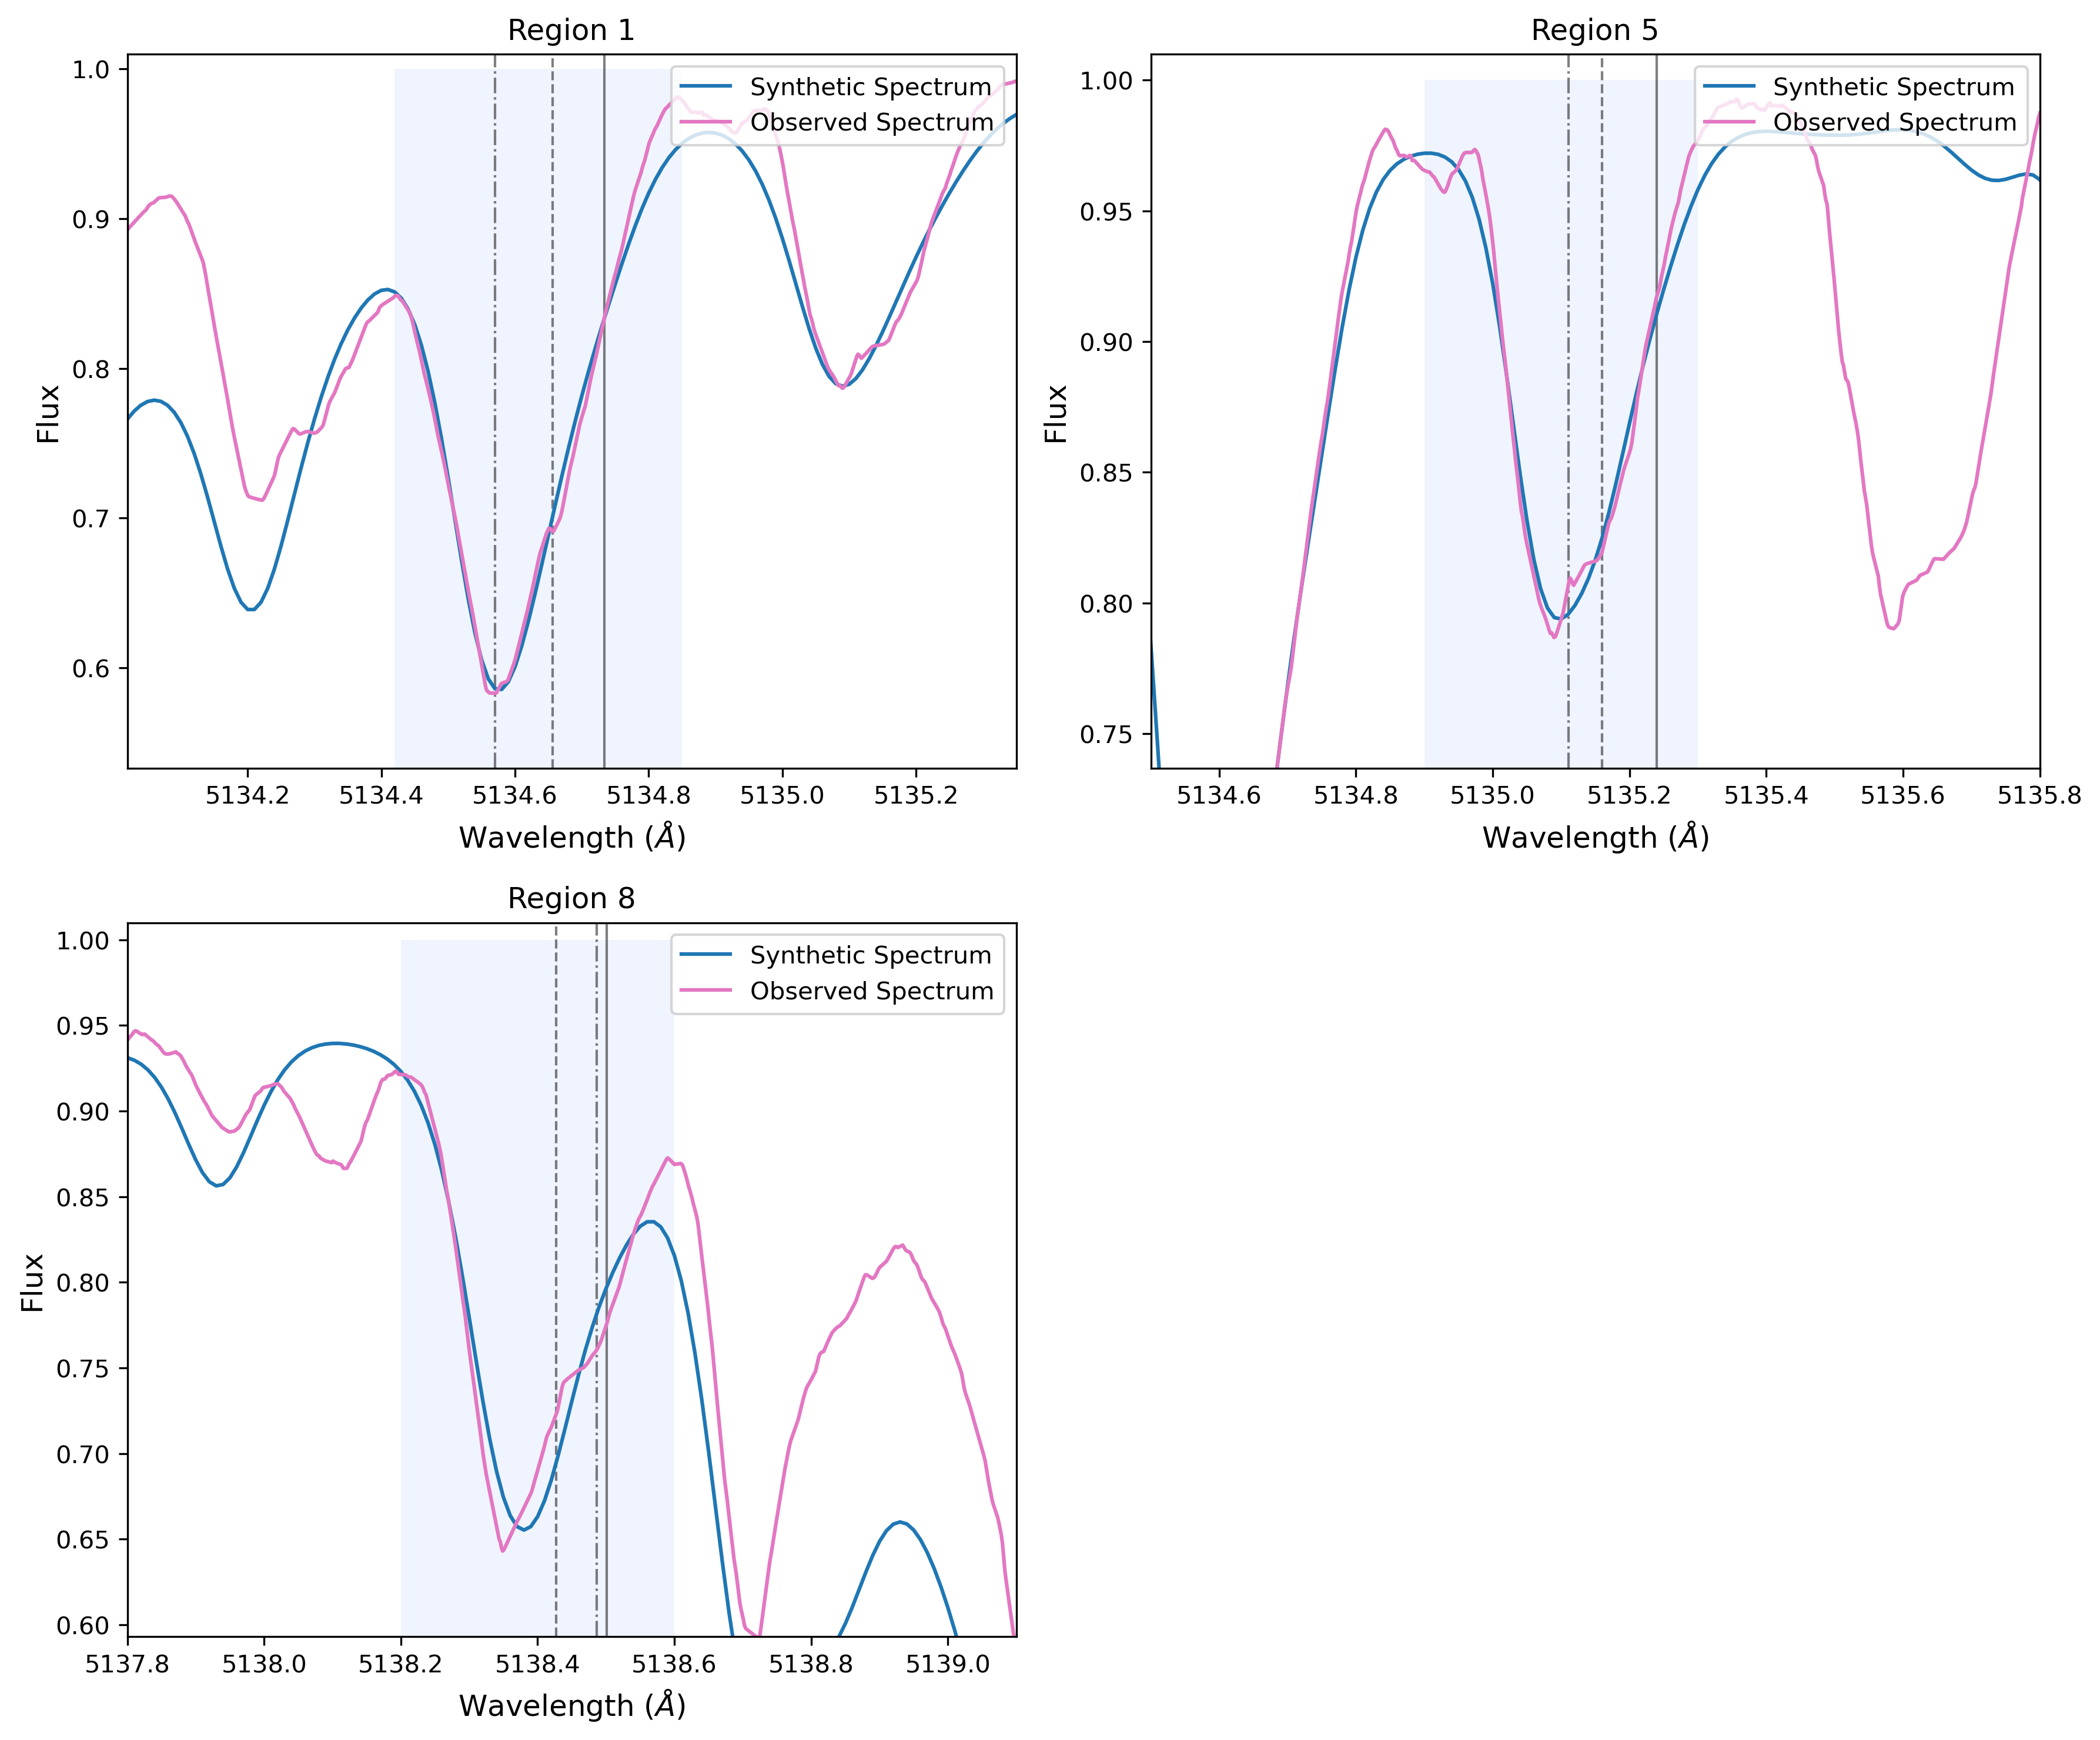 Region 1
Synthetic Spectrum
Observed Spectrum
1.0
0.9
0.8
0.7
0.6
Flux
5134.2 5134.4 5134.6 5134.8 5135.0 5135.2
Wavelength (Å)
Region 5
Synthetic Spectrum
Observed Spectrum
1.00
0.95
0.90
0.85
0.80
0.75
Flux
5134.6 5134.8 5135.0 5135.2 5135.4 5135.6 5135.8
Wavelength (Å)
Region 8
Synthetic Spectrum
Observed Spectrum
1.00
0.95
0.90
0.85
0.80
0.75
0.70
0.65
0.60
Flux
5137.8 5138.0 5138.2 5138.4 5138.6 5138.8 5139.0
Wavelength (Å)